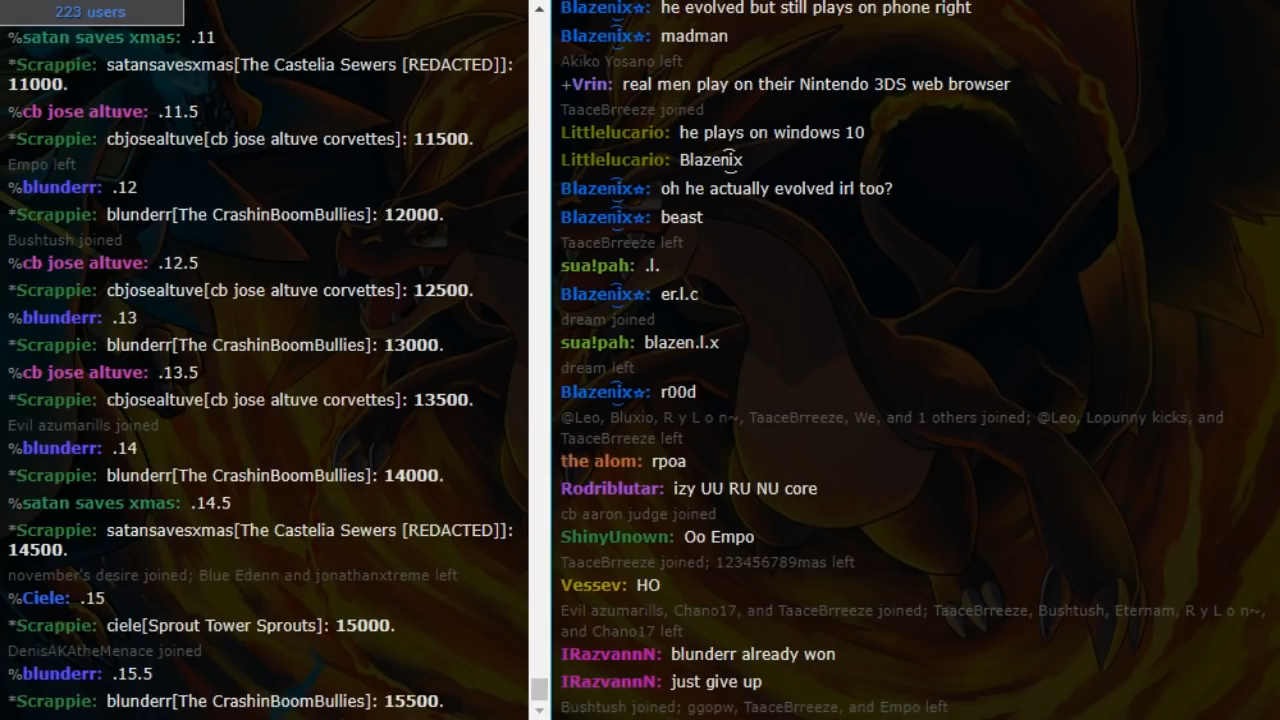 223 users
%satan saves xmas: .11
*Scrappie: satansavesxmas[The Castelia Sewers [REDACTED]]:
11000.
%cb jose altuve: .11.5
*Scrappie: cbjosealtuve[cb jose altuve corvettes]: 11500.
Empo left
%blunderr: .12
*Scrappie: blunderr[The CrashinBoomBullies]: 12000.
Bushtush joined
%cb jose altuve: .12.5
*Scrappie: cbjosealtuve[cb jose altuve corvettes]: 12500.
%blunderr: .13
*Scrappie: blunderr[The CrashinBoomBullies]: 13000.
%cb jose altuve: .13.5
*Scrappie: cbjosealtuve[cb jose altuve corvettes]: 13500.
Evil azumarills joined
%blunderr: .14
*Scrappie: blunderr[The CrashinBoomBullies]: 14000.
%satan saves xmas: .14.5
*Scrappie: satansavesxmas[The Castelia Sewers [REDACTED]]:
14500.
november's desire joined; Blue Edenn and jonathanxtreme left
%Ciele: .15
*Scrappie: ciele[Sprout Tower Sprouts]: 15000.
DenisAKAtheMenace joined
%blunderr: .15.5
*Scrappie: blunderr[The CrashinBoomBullies]: 15500.
Blazenix☆: he evolved but still plays on phone right
Blazenix☆: madman
Akiko Yosano left
+Vrin: real men play on their Nintendo 3DS web browser
TaaceBrreeze joined
Littlelucario: he plays on windows 10
Littlelucario: Blazen͜͡ix
Blazen͜͡ix☆: oh he actually evolved irl too?
Blazen͜͡ix☆: beast
TaaceBrreeze left
sua!pah: .l.
Blazen͜͡ix☆: er.l.c
dream joined
sua!pah: blazen.l.x
dream left
Blazen͜͡ix☆: r00d
@Leo, Bluxio, R y L o n~, TaaceBrreeze, We, and 1 others joined; @Leo, Lopunny kicks, and
TaaceBrreeze left
the alom: rpoa
Rodriblutar: izy UU RU NU core
cb aaron judge joined
ShinyUnown: Oo Empo
TaaceBrreeze joined; 123456789mas left
Vessev: HO
Evil azumarills, Chano17, and TaaceBrreeze joined; TaaceBrreeze, Bushtush, Eternam, R y L o n~,
and Chano17 left
IRazvannN: blunderr already won
IRazvannN: just give up
Bushtush joined; ggopw, TaaceBrreeze, and Empo left